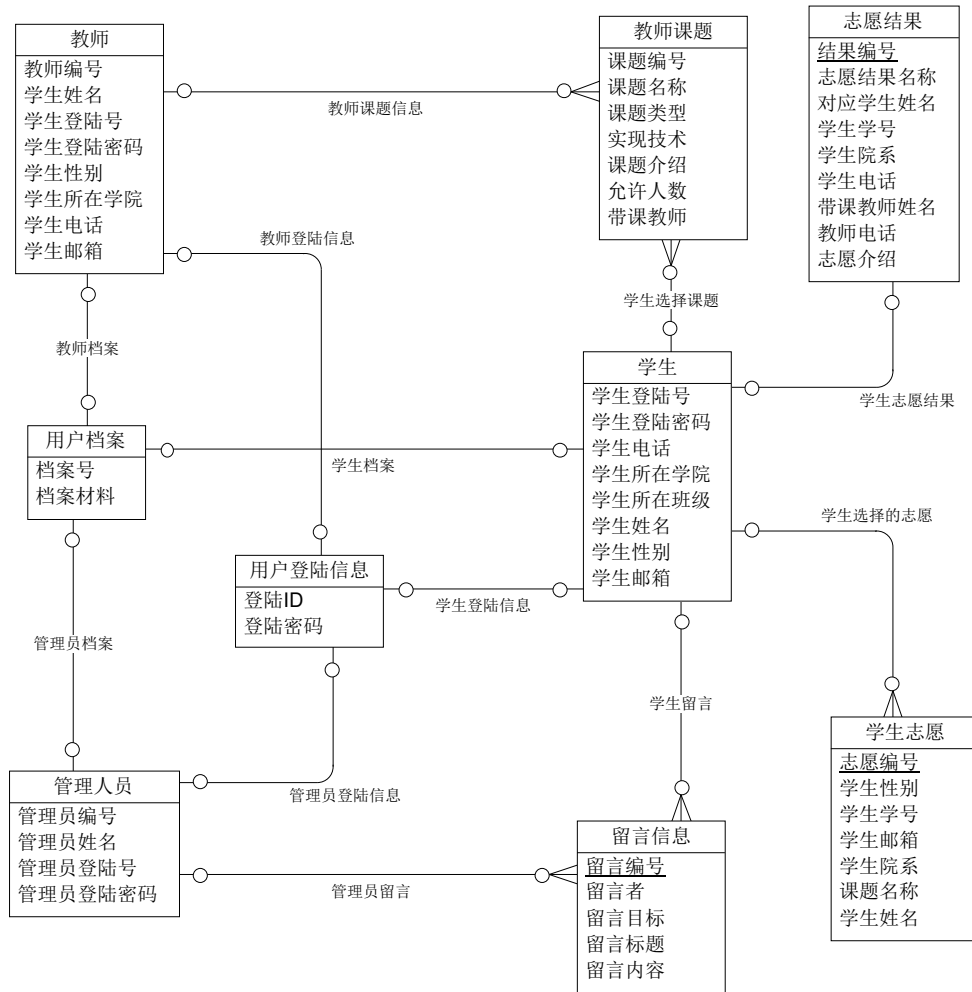 教师
教师编号
学生姓名
学生登陆号
学生登陆密码
学生性别
学生所在学院
学生电话
学生邮箱
教师课题信息
教师课题
课题编号
课题名称
课题类型
实现技术
课题介绍
允许人数
带课教师
志愿结果
结果编号
志愿结果名称
对应学生姓名
学生学号
学生院系
学生电话
带课教师姓名
教师电话
志愿介绍
教师登陆信息
学生选择课题
教师档案
学生志愿结果
用户档案
档案号
档案材料
学生档案
学生
学生登陆号
学生登陆密码
学生电话
学生所在学院
学生所在班级
学生姓名
学生性别
学生邮箱
学生选择的志愿
用户登陆信息
登陆ID
登陆密码
学生登陆信息
管理员档案
学生留言
学生志愿
志愿编号
学生性别
学生学号
学生邮箱
学生院系
课题名称
学生姓名
管理人员
管理员编号
管理员姓名
管理员登陆号
管理员登陆密码
管理员登陆信息
管理员留言
留言信息
留言编号
留言者
留言目标
留言标题
留言内容